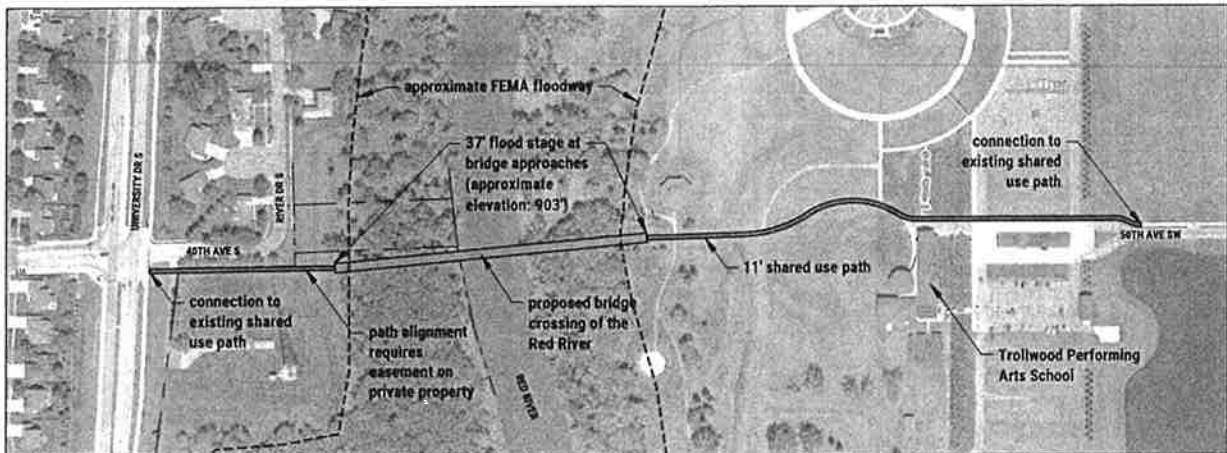 approximate FEMA floodway
37' flood stage at
bridge approaches
(approximate
elevation: 903')
connection to
existing shared
use path
UNIVERSITY DR S
RIVER DR S
40TH AVE S
50TH AVE SW
11' shared use path
connection to
existing shared
use path
path alignment
requires
easement on
private property
proposed bridge
crossing of the
Red River
RED RIVER
Trollwood Performing
Arts School